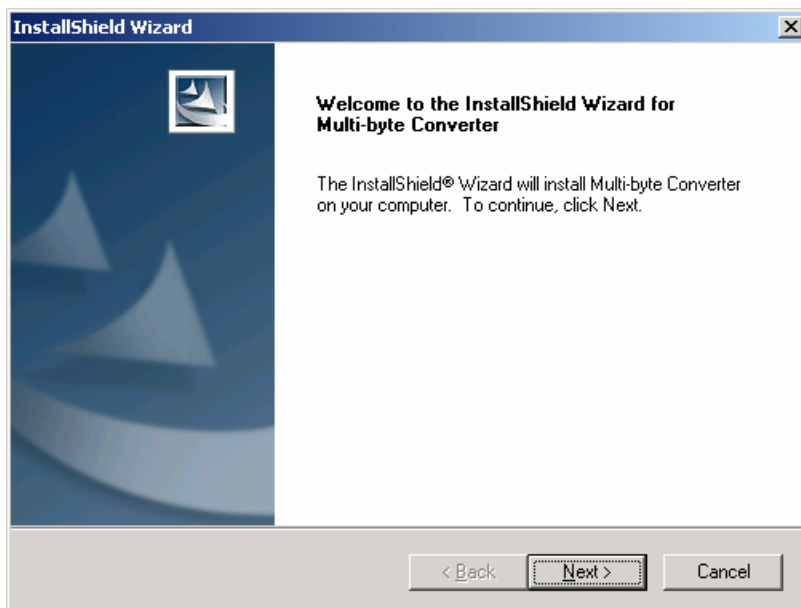 InstallShield Wizard
Welcome to the InstallShield Wizard for
Multi-byte Converter
The InstallShield® Wizard will install Multi-byte Converter
on your computer. To continue, click Next.
< Back
Next >
Cancel